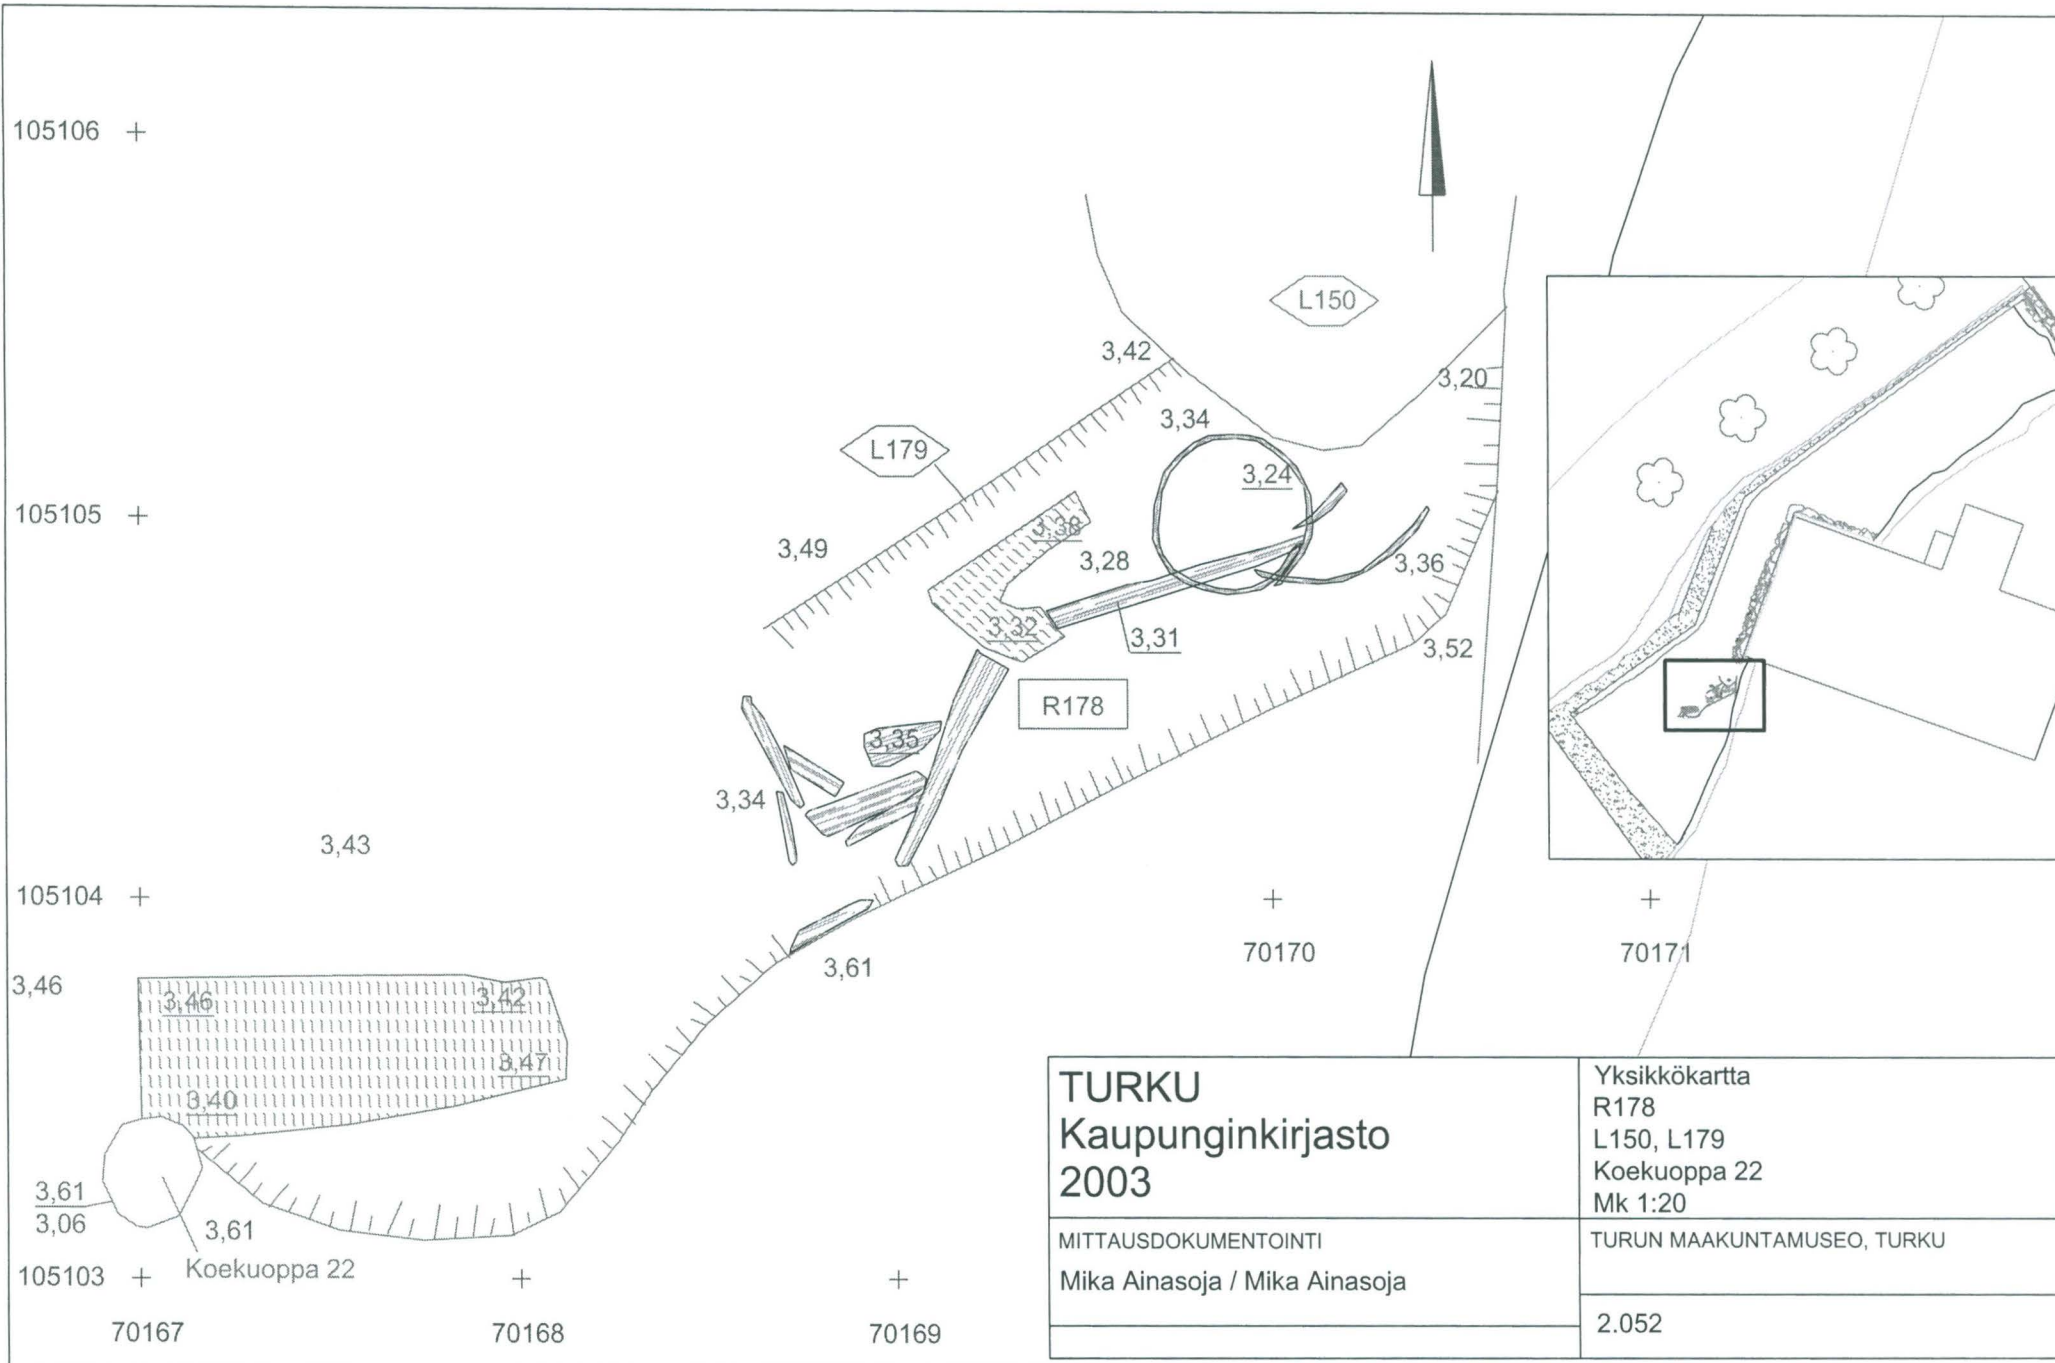 105106
L150
3,42
3,20
3,34
L179
3,24
105105
3,38
3,49
3,28
3,36
3,32
3,31
3,52
R178
3,35
3,34
3,43
105104
70170
70171
3,61
3,46
3,46
3,42
3,47
3,40
3,61
3,06
3,61
Koekuoppa 22
105103
70167
70168
70169
TURKU
Kaupunginkirjasto
2003
Yksikkökartta
R178
L150, L179
Koekuoppa 22
Mk 1:20
MITTAUSDOKUMENTOINTI
Mika Ainasoja / Mika Ainasoja
TURUN MAAKUNTAMUSEO, TURKU
2.052